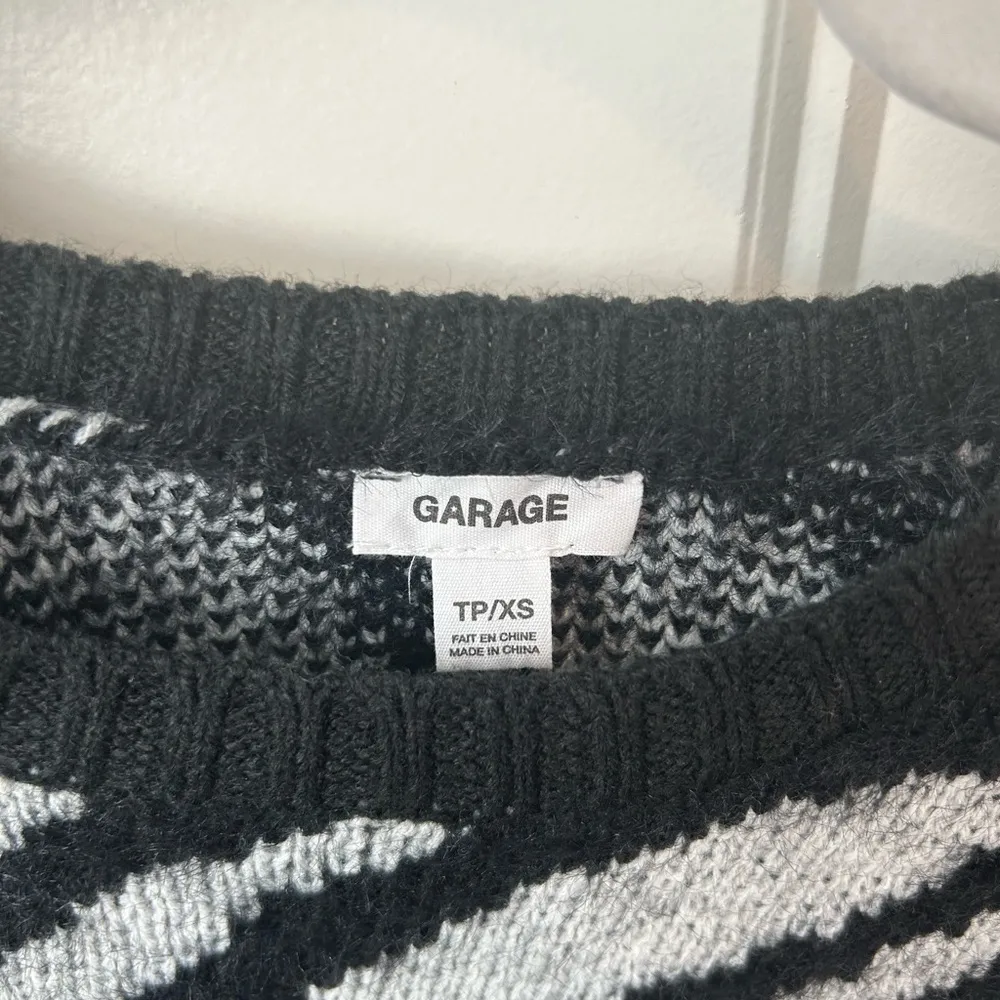 GARAGE
TP/XS
FAIT EN CHINE
MADE IN CHINA